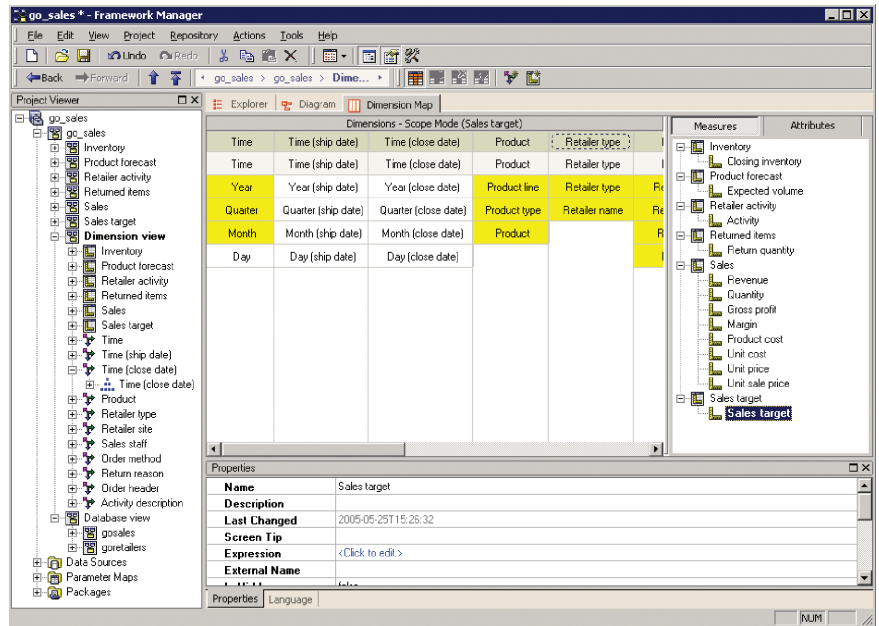 go_sales * - Framework Manager
File Edit View Project Repository Actions Tools Help
Undo Redo
Back Forward go_sales > go_sales > Dime...
Project Viewer
go_sales
go_sales
Inventory
Product forecast
Retailer activity
Returned items
Sales
Sales target
Dimension view
Inventory
Product forecast
Retailer activity
Returned items
Sales
Sales target
Time
Time (ship date)
Time (close date)
Time (close date)
Product
Retailer type
Retailer site
Sales staff
Order method
Return reason
Order header
Activity description
Database view
gosales
goretailers
Data Sources
Parameter Maps
Packages
Explorer Diagram Dimension Map
Dimensions - Scope Mode (Sales target)
Time Time (ship date) Time (close date) Product Retailer type
Time Time (ship date) Time (close date) Product Retailer type
Year Year (ship date) Year (close date) Product line Retailer type Re
Quarter Quarter (ship date) Quarter (close date) Product type Retailer name Re
Month Month (ship date) Month (close date) Product R
Day Day (ship date) Day (close date)
Measures Attributes
Inventory
Closing inventory
Product forecast
Expected volume
Retailer activity
Activity
Returned items
Return quantity
Sales
Revenue
Quantity
Gross profit
Margin
Product cost
Unit cost
Unit price
Unit sale price
Sales target
Sales target
Properties
Name Sales target
Description
Last Changed 2005-05-25T15:26:32
Screen Tip
Expression <Click to edit.>
External Name
Properties Language
NUM